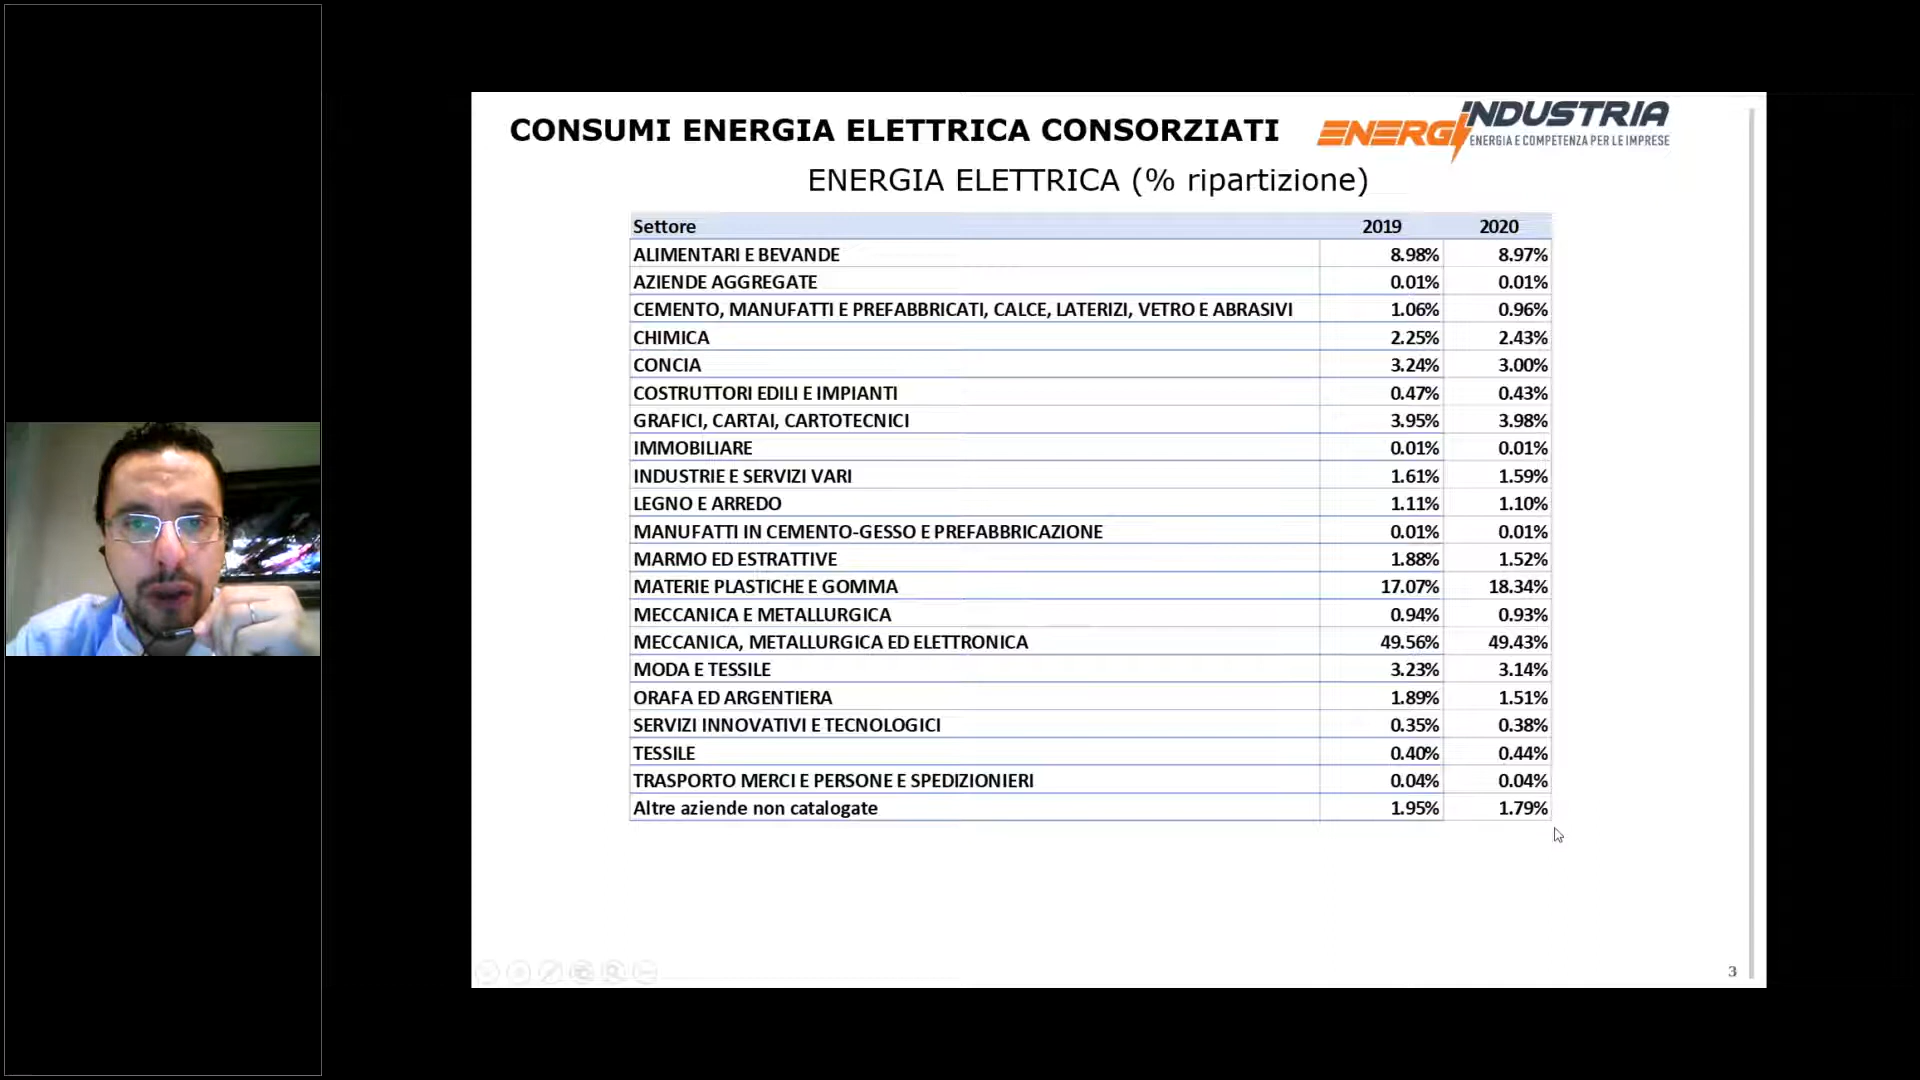 CONSUMI ENERGIA ELETTRICA CONSORZIATI
ENERGINDUSTRIA
ENERGIA E COMPETENZA PER LE IMPRESE
ENERGIA ELETTRICA (% ripartizione)
Settore 2019 2020
ALIMENTARI E BEVANDE 8.98% 8.97%
AZIENDE AGGREGATE 0.01% 0.01%
CEMENTO, MANUFATTI E PREFABBRICATI, CALCE, LATERIZI, VETRO E ABRASIVI 1.06% 0.96%
CHIMICA 2.25% 2.43%
CONCIA 3.24% 3.00%
COSTRUTTORI EDILI E IMPIANTI 0.47% 0.43%
GRAFICI, CARTAI, CARTOTECNICI 3.95% 3.98%
IMMOBILIARE 0.01% 0.01%
INDUSTRIE E SERVIZI VARI 1.61% 1.59%
LEGNO E ARREDO 1.11% 1.10%
MANUFATTI IN CEMENTO-GESSO E PREFABBRICAZIONE 0.01% 0.01%
MARMO ED ESTRATTIVE 1.88% 1.52%
MATERIE PLASTICHE E GOMMA 17.07% 18.34%
MECCANICA E METALLURGICA 0.94% 0.93%
MECCANICA, METALLURGICA ED ELETTRONICA 49.56% 49.43%
MODA E TESSILE 3.23% 3.14%
ORAFA ED ARGENTIERA 1.89% 1.51%
SERVIZI INNOVATIVI E TECNOLOGICI 0.35% 0.38%
TESSILE 0.40% 0.44%
TRASPORTO MERCI E PERSONE E SPEDIZIONIERI 0.04% 0.04%
Altre aziende non catalogate 1.95% 1.79%
3